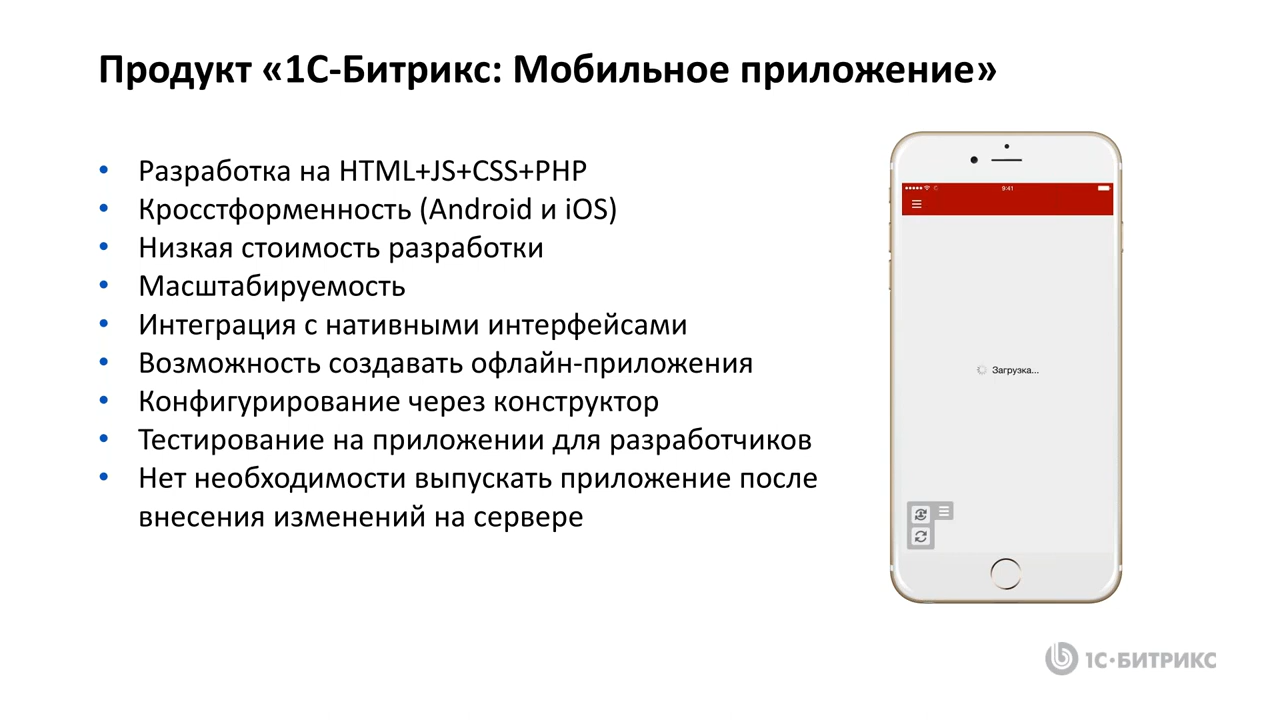 Продукт «1С-Битрикс: Мобильное приложение»
• Разработка на HTML+JS+CSS+PHP
• Кросстформенность (Android и iOS)
• Низкая стоимость разработки
• Масштабируемость
• Интеграция с нативными интерфейсами
• Возможность создавать офлайн-приложения
• Конфигурирование через конструктор
• Тестирование на приложении для разработчиков
• Нет необходимости выпускать приложение после
внесения изменений на сервере
9:41
Загрузка...
1С·БИТРИКС